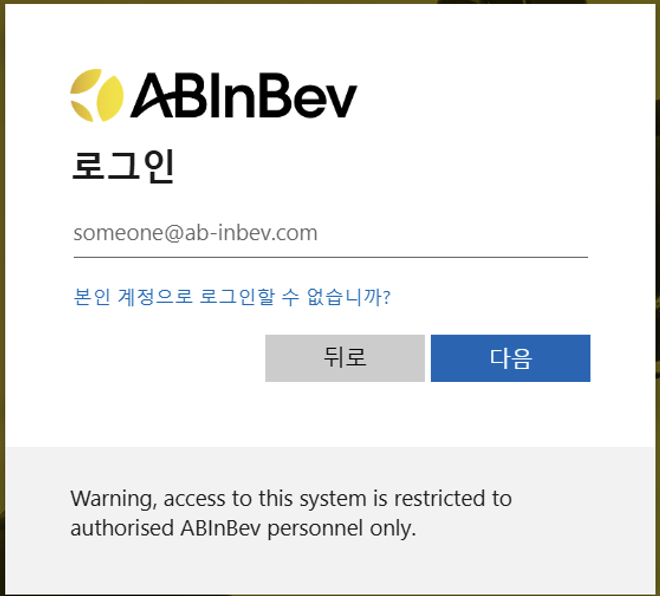 ABInBev
로그인
someone@ab-inbev.com
본인 계정으로 로그인할 수 없습니까?
뒤로
다음
Warning, access to this system is restricted to
authorised ABInBev personnel only.